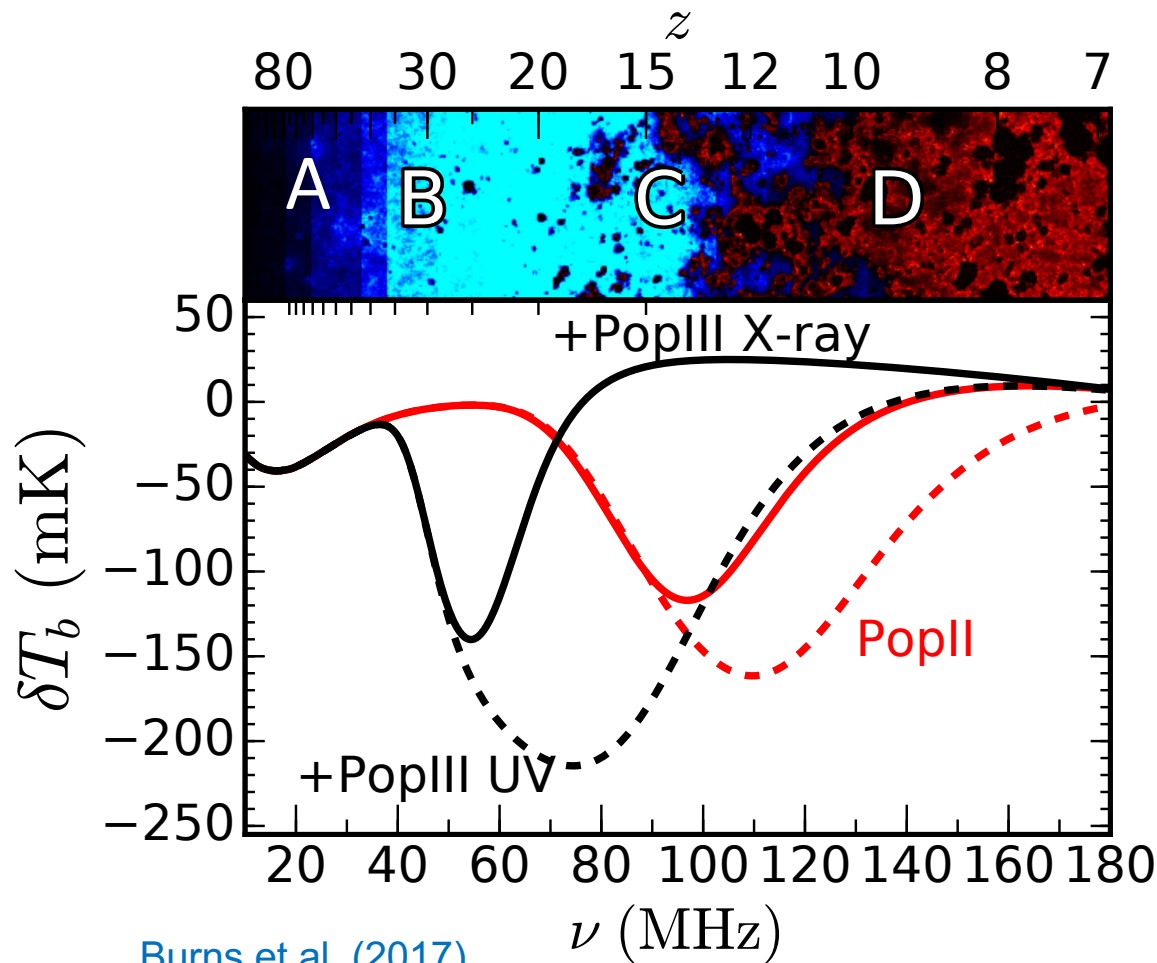 z
80 30 20 15 12 10 8 7
A B C D
50
0
−50
−100
−150
−200
−250
δT_b (mK)
+PopIII X-ray
PopII
+PopIII UV
20 40 60 80 100 120 140 160 180
ν (MHz)
Burns et al. (2017)